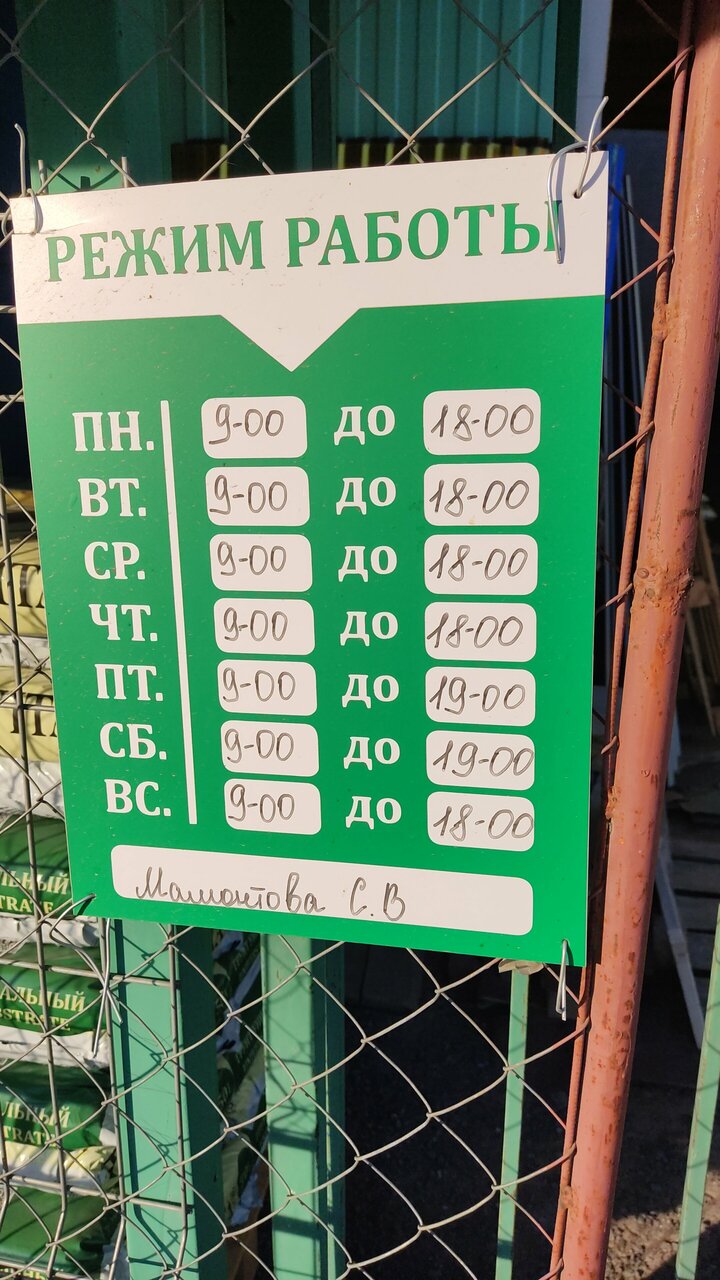 РЕЖИМ РАБОТЫ
ПН. 9-00 ДО 18-00
ВТ. 9-00 ДО 18-00
СР. 9-00 ДО 18-00
ЧТ. 9-00 ДО 18-00
ПТ. 9-00 ДО 19-00
СБ. 9-00 ДО 19-00
ВС. 9-00 ДО 18-00
Мамонтова С.В